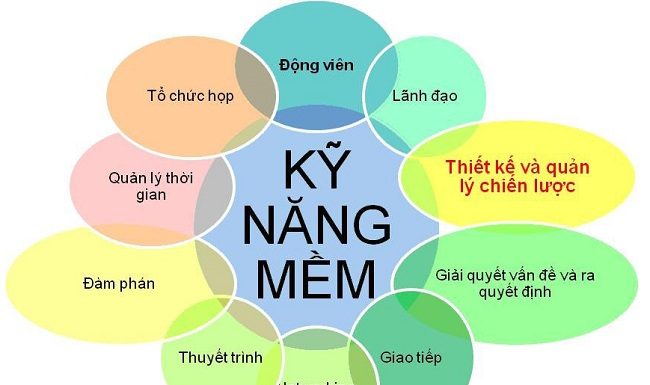 Động viên
Lãnh đạo
Thiết kế và quản
lý chiến lược
Giải quyết vấn đề và ra
quyết định
Giao tiếp
Thuyết trình
Đàm phán
Quản lý thời
gian
Tổ chức họp
KỸ
NĂNG
MỀM